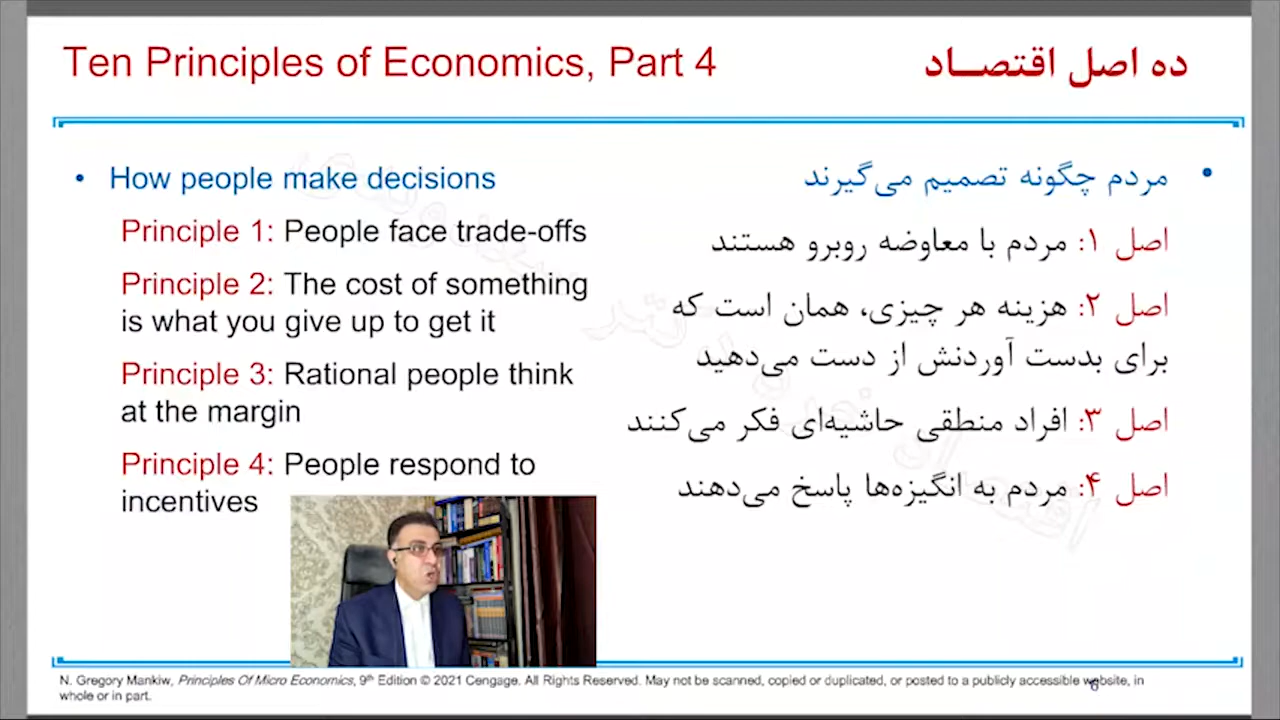 Ten Principles of Economics, Part 4
ده اصل اقتصـــاد
• How people make decisions
Principle 1: People face trade-offs
Principle 2: The cost of something
is what you give up to get it
Principle 3: Rational people think
at the margin
Principle 4: People respond to
incentives
• مردم چگونه تصمیم می‌گیرند
اصل ۱: مردم با معاوضه روبرو هستند
اصل ۲: هزینه هر چیزی، همان است که
برای بدست آوردنش از دست می‌دهید
اصل ۳: افراد منطقی حاشیه‌ای فکر می‌کنند
اصل ۴: مردم به انگیزه‌ها پاسخ می‌دهند
N. Gregory Mankiw, Principles Of Micro Economics, 9th Edition © 2021 Cengage. All Rights Reserved. May not be scanned, copied or duplicated, or posted to a publicly accessible website, in
whole or in part.
6